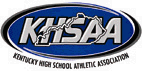 KHSAA
KENTUCKY HIGH SCHOOL ATHLETIC ASSOCIATION